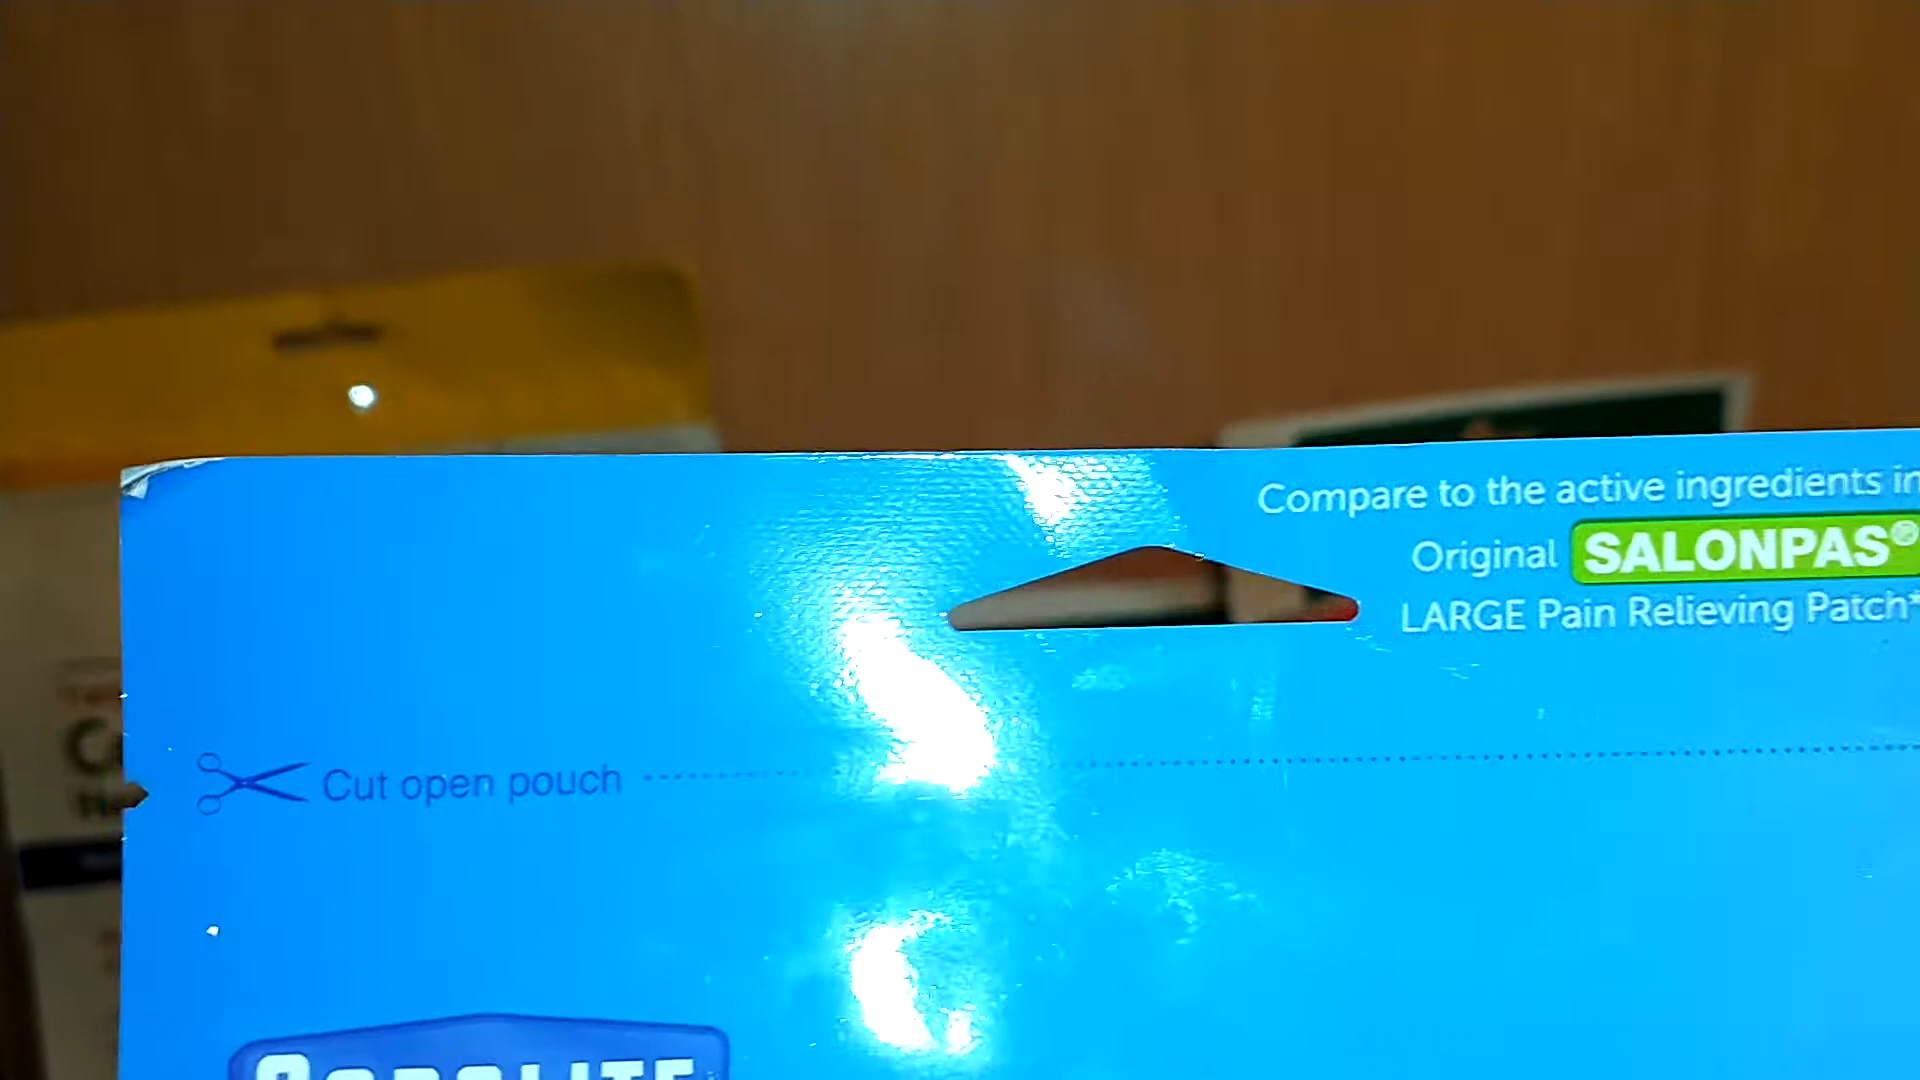 Compare to the active ingredients in
Original SALONPAS®
LARGE Pain Relieving Patch*
Cut open pouch